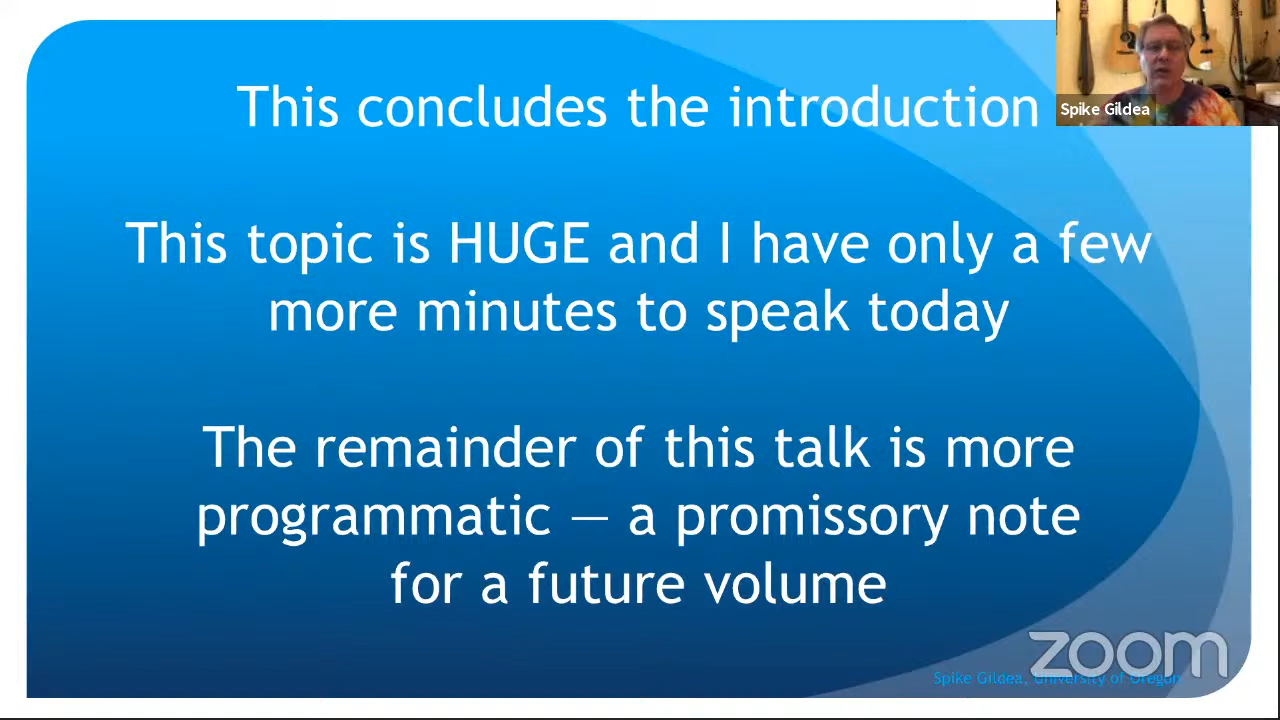 This concludes the introduction
Spike Gildea
This topic is HUGE and I have only a few
more minutes to speak today
The remainder of this talk is more
programmatic — a promissory note
for a future volume
zoom
Spike Gildea, University of Oregon